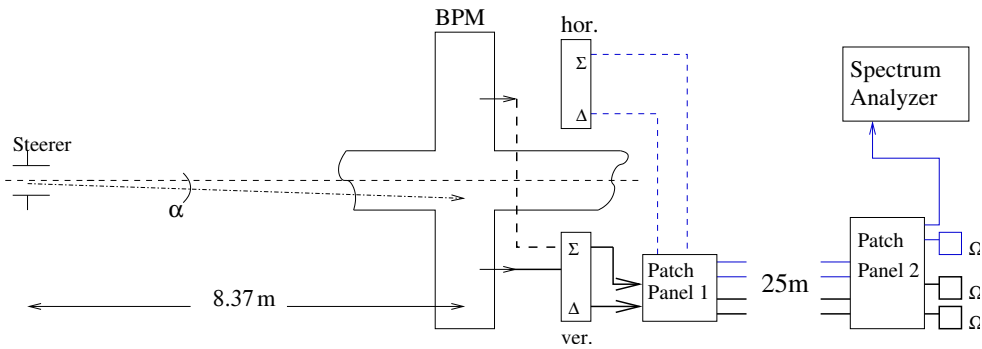 BPM
hor.
Σ
Δ
Spectrum
Analyzer
Steerer
α
8.37 m
Σ
Δ
ver.
Patch
Panel 1
25m
Patch
Panel 2
Ω
Ω
Ω